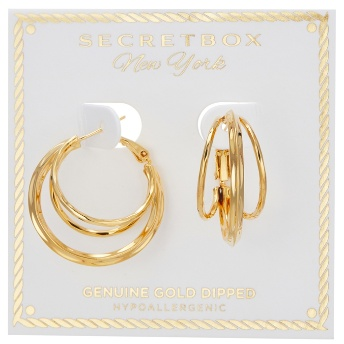 SECRETBOX
New York
GENUINE GOLD DIPPED
HYPOALLERGENIC